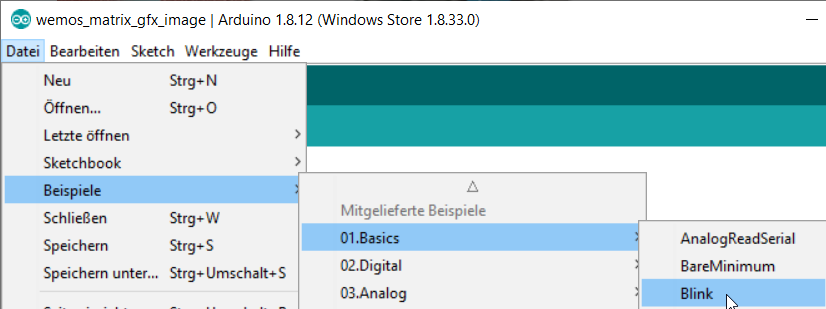 wemos_matrix_gfx_image | Arduino 1.8.12 (Windows Store 1.8.33.0)
Datei Bearbeiten Sketch Werkzeuge Hilfe
Neu Strg+N
Öffnen... Strg+O
Letzte öffnen
Sketchbook
Beispiele
Schließen Strg+W
Speichern Strg+S
Speichern unter... Strg+Umschalt+S
Mitgelieferte Beispiele
01.Basics
02.Digital
03.Analog
AnalogReadSerial
BareMinimum
Blink